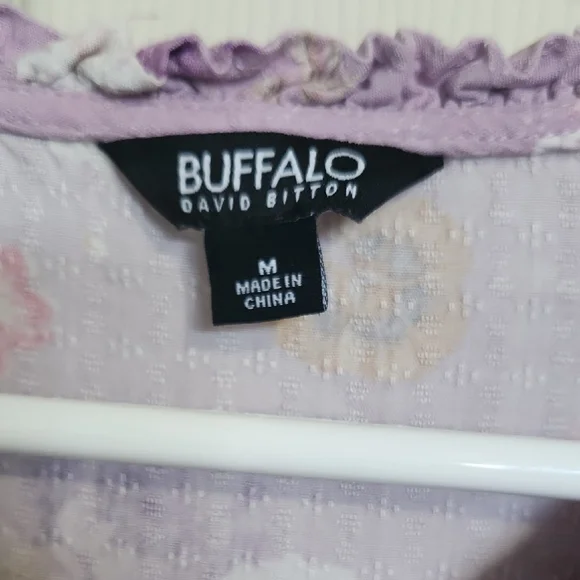 BUFFALO
DAVID BITTON
M
MADE IN
CHINA